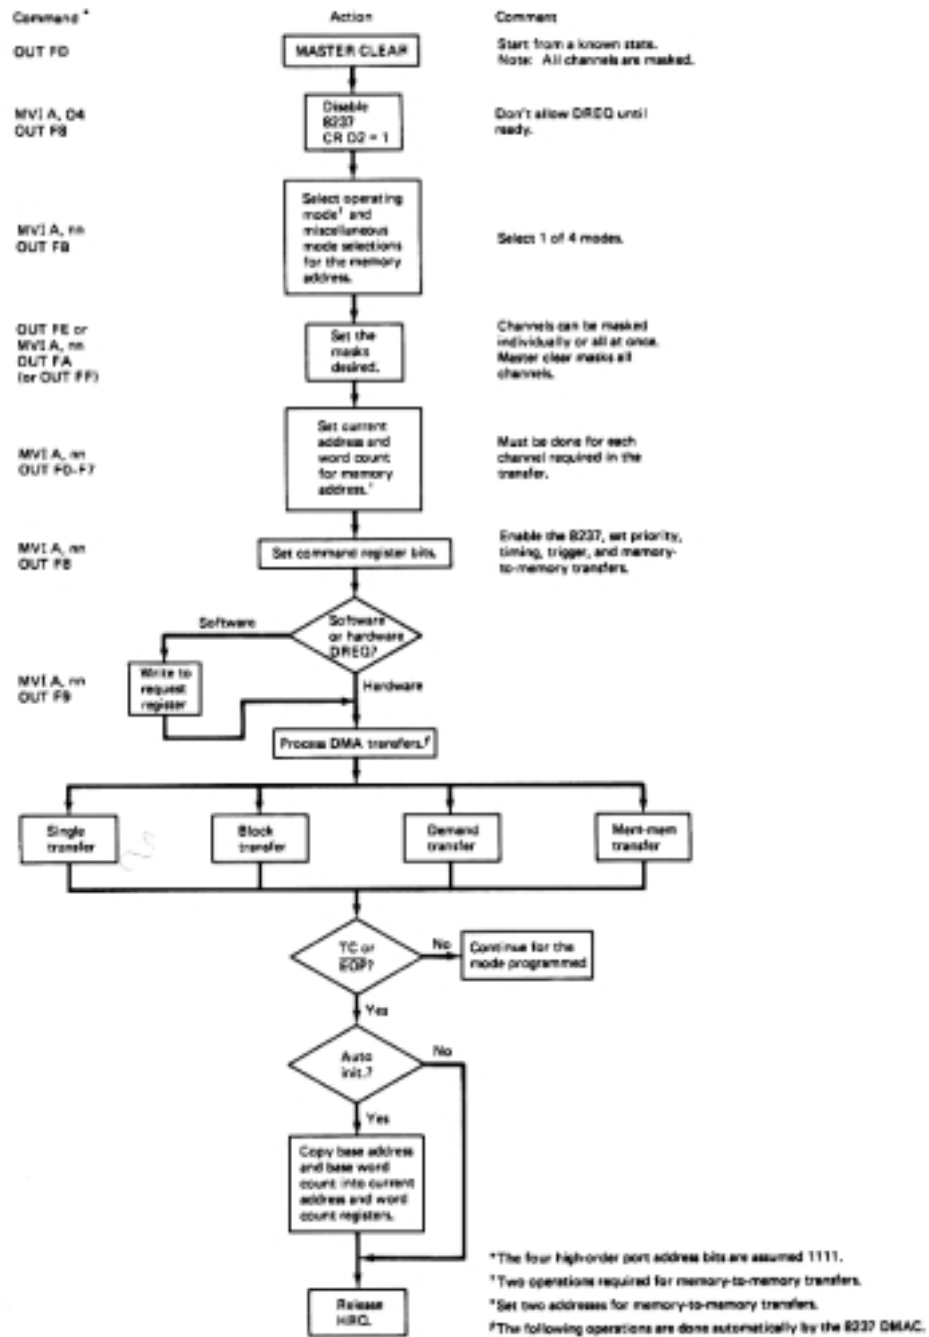 Command * Action Comment
OUT FD
MASTER CLEAR
Start from a known state.
Note: All channels are masked.
MVI A, 04
OUT F8
Disable
8237
CR D2 = 1
Don't allow DREQ until
ready.
MVI A, nn
OUT FB
Select operating
mode† and
miscellaneous
mode selections
for the memory
address.
Select 1 of 4 modes.
OUT FE or
MVI A, nn
OUT FA
(or OUT FF)
Set the
masks
desired.
Channels can be masked
individually or all at once.
Master clear masks all
channels.
MVI A, nn
OUT F0-F7
Set current
address and
word count
for memory
address.
Must be done for each
channel required in the
transfer.
MVI A, nn
OUT F8
Set command register bits.
Enable the 8237, set priority,
timing, trigger, and memory-
to-memory transfers.
Software
Software
or hardware
DREQ?
Hardware
MVI A, nn
OUT F9
Write to
request
register
Process DMA transfers.
Single
transfer
Block
transfer
Demand
transfer
Mem-mem
transfer
TC or
EOP?
No
Continue for the
mode programmed
Yes
Auto
init.?
No
Yes
Copy base address
and base word
count into current
address and word
count registers.
Release
HRQ.
*The four high-order port address bits are assumed 1111.
†Two operations required for memory-to-memory transfers.
Set two addresses for memory-to-memory transfers.
The following operations are done automatically by the 8237 DMAC.